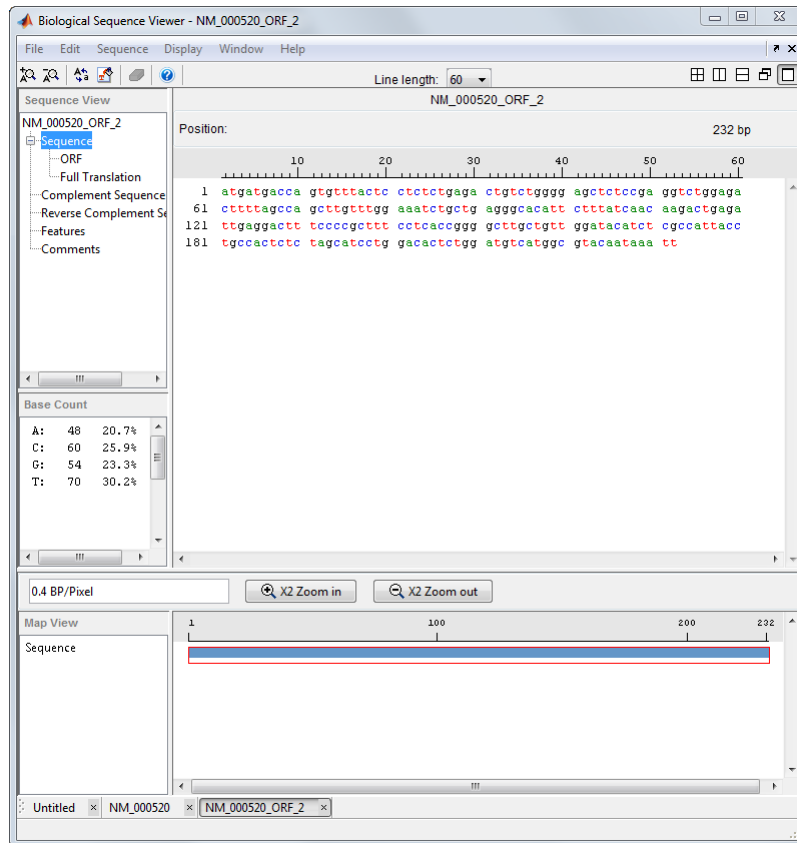 Biological Sequence Viewer - NM_000520_ORF_2
File Edit Sequence Display Window Help
Line length: 60
Sequence View
NM_000520_ORF_2
Sequence
ORF
Full Translation
Complement Sequence
Reverse Complement Se
Features
Comments
NM_000520_ORF_2
Position: 232 bp
10 20 30 40 50 60
1 atgatgacca gtgtttactc cctctctgagа ctgtctgggg agctctccga ggtctggaga
61 cttttagcca gcttgtttgg aaatctgctg agggcacatt ctttatcaac aagactgaga
121 ttgaggactt tccccgcttt cctcaccggg gcttgctgtt ggatacatct cgccattacc
181 tgccactctc tagcatcctg gacactctgg atgtcatggc gtacaataaa tt
Base Count
A: 48 20.7%
C: 60 25.9%
G: 54 23.3%
T: 70 30.2%
0.4 BP/Pixel
X2 Zoom in
X2 Zoom out
Map View
Sequence
1 100 200 232
Untitled × NM_000520 × NM_000520_ORF_2 ×